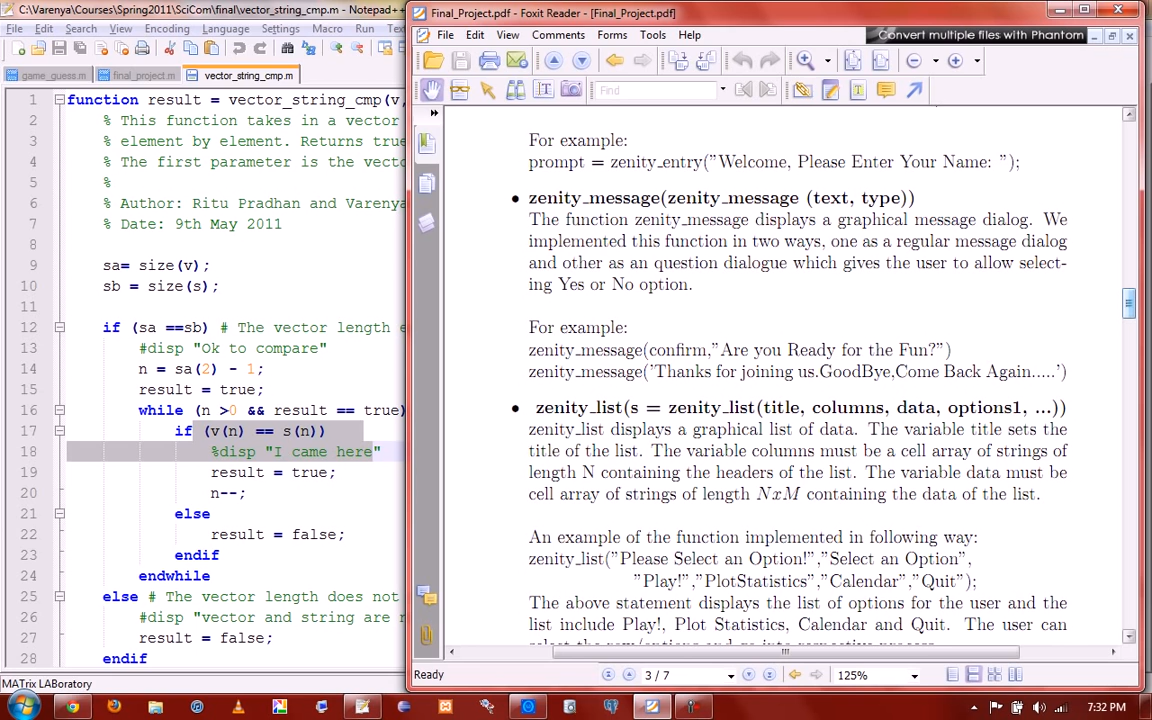 C:\Varenya\Courses\Spring2011\SciCom\final\vector_string_cmp.m - Notepad++
File Edit Search View Encoding Language Settings Macro Run
game_guess.m final_project.m vector_string_cmp.m
1 function result = vector_string_cmp(v,
2 % This function takes in a vector
3 % element by element. Returns true
4 % The first parameter is the vecto
5 %
6 % Author: Ritu Pradhan and Varenya
7 % Date: 9th May 2011
8
9 sa= size(v);
10 sb = size(s);
11
12 if (sa ==sb) # The vector length e
13 #disp "Ok to compare"
14 n = sa(2) - 1;
15 result = true;
16 while (n >0 && result == true)
17 if (v(n) == s(n))
18 %disp "I came here"
19 result = true;
20 n--;
21 else
22 result = false;
23 endif
24 endwhile
25 else # The vector length does not
26 #disp "vector and string are n
27 result = false;
28 endif
MATrix LABoratory
Final_Project.pdf - Foxit Reader - [Final_Project.pdf]
File Edit View Comments Forms Tools Help
Convert multiple files with Phantom
Find
For example:
prompt = zenity_entry("Welcome, Please Enter Your Name: ");
• zenity_message(zenity_message (text, type))
The function zenity_message displays a graphical message dialog. We
implemented this function in two ways, one as a regular message dialog
and other as an question dialogue which gives the user to allow select-
ing Yes or No option.
For example:
zenity_message(confirm,"Are you Ready for the Fun?")
zenity_message('Thanks for joining us.GoodBye,Come Back Again.....')
• zenity_list(s = zenity_list(title, columns, data, options1, ...))
zenity_list displays a graphical list of data. The variable title sets the
title of the list. The variable columns must be a cell array of strings of
length N containing the headers of the list. The variable data must be
cell array of strings of length NxM containing the data of the list.
An example of the function implemented in following way:
zenity_list("Please Select an Option!","Select an Option",
"Play!","PlotStatistics","Calendar","Quit");
The above statement displays the list of options for the user and the
list include Play!, Plot Statistics, Calendar and Quit. The user can
Ready
3 / 7
125%
7:32 PM